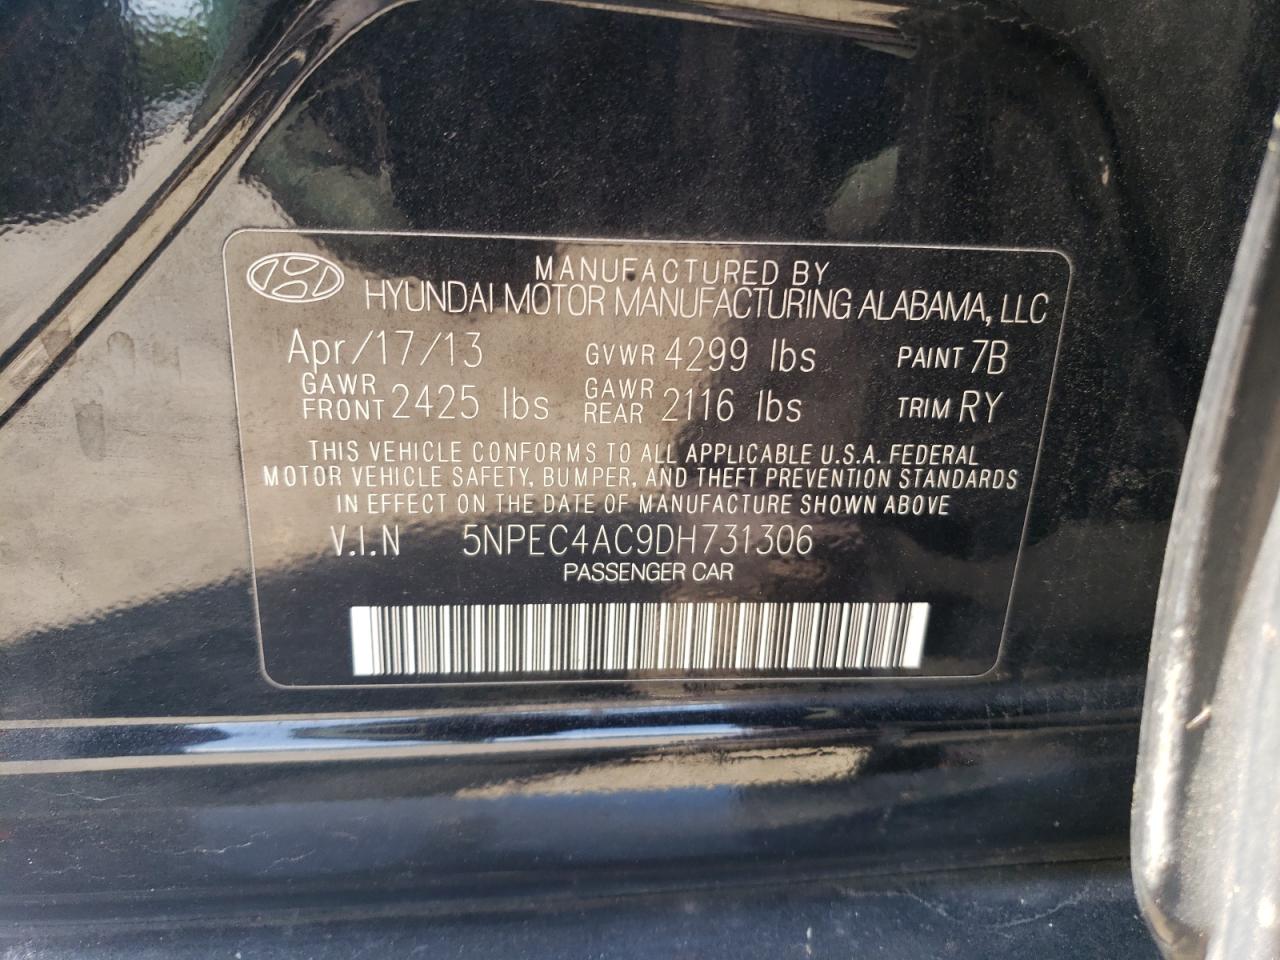 MANUFACTURED BY
HYUNDAI MOTOR MANUFACTURING ALABAMA, LLC
Apr/17/13 GVWR 4299 lbs PAINT 7B
GAWR FRONT 2425 lbs GAWR REAR 2116 lbs TRIM RY
THIS VEHICLE CONFORMS TO ALL APPLICABLE U.S.A. FEDERAL
MOTOR VEHICLE SAFETY, BUMPER, AND THEFT PREVENTION STANDARDS
IN EFFECT ON THE DATE OF MANUFACTURE SHOWN ABOVE
V.I.N 5NPEC4AC9DH731306
PASSENGER CAR